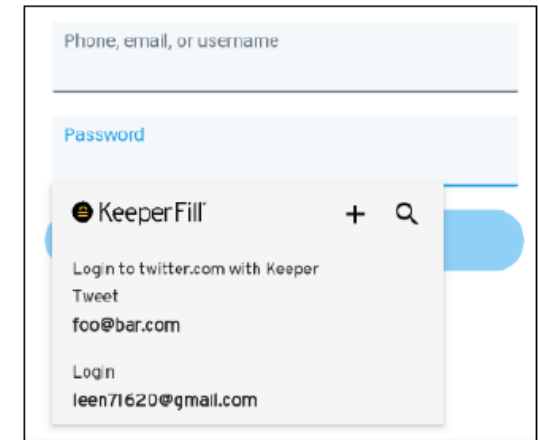 Phone, email, or username
Password
KeeperFill
Login to twitter.com with Keeper
Tweet
foo@bar.com
Login
leen71620@gmail.com